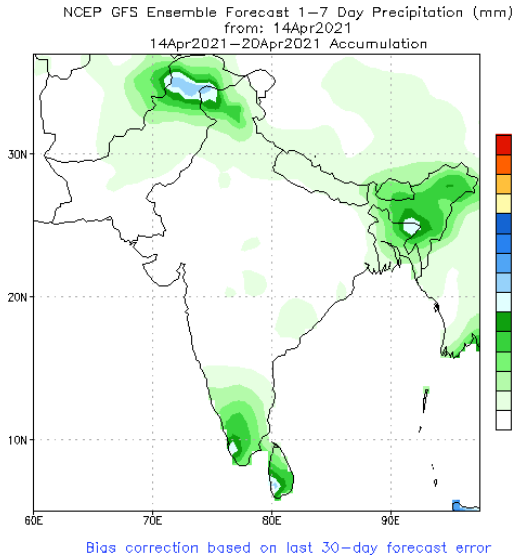 NCEP GFS Ensemble Forecast 1-7 Day Precipitation (mm)
from: 14Apr2021
14Apr2021-20Apr2021 Accumulation
30N
20N
10N
60E
70E
80E
90E
Bias correction based on last 30-day forecast error